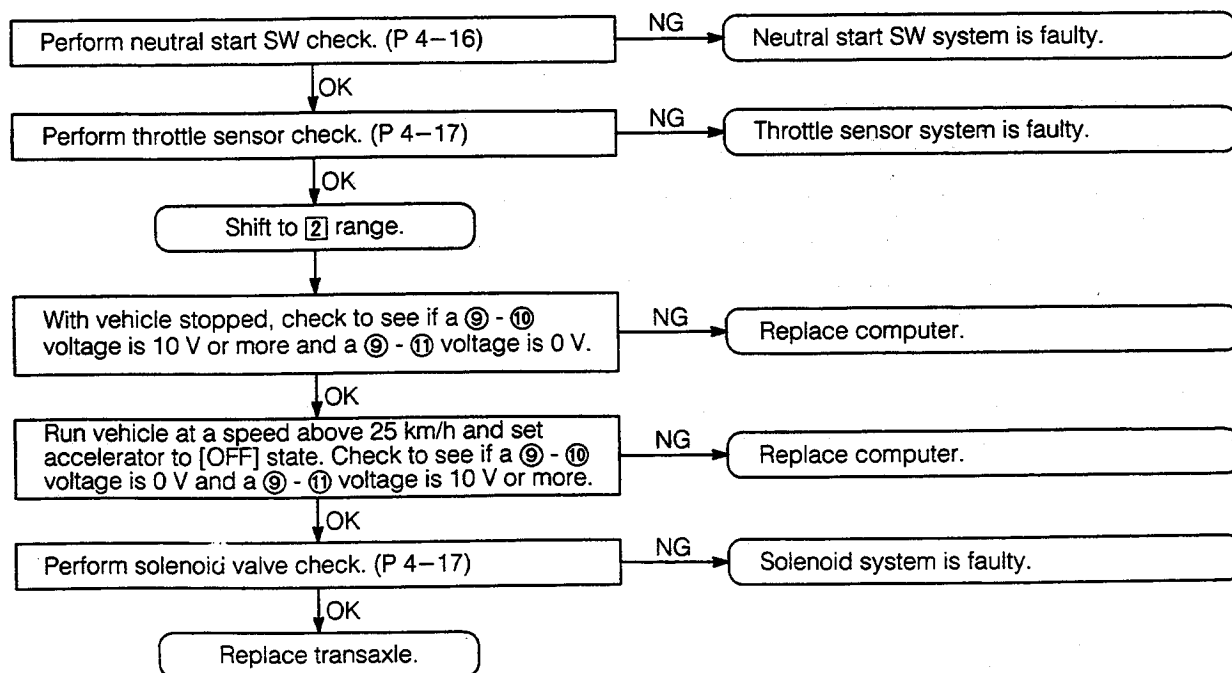 Perform neutral start SW check. (P 4–16)
NG
Neutral start SW system is faulty.
OK
Perform throttle sensor check. (P 4–17)
NG
Throttle sensor system is faulty.
OK
Shift to 2 range.
With vehicle stopped, check to see if a ⑨ - ⑩
voltage is 10 V or more and a ⑨ - ⑪ voltage is 0 V.
NG
Replace computer.
OK
Run vehicle at a speed above 25 km/h and set
accelerator to [OFF] state. Check to see if a ⑨ - ⑩
voltage is 0 V and a ⑨ - ⑪ voltage is 10 V or more.
NG
Replace computer.
OK
Perform solenoid valve check. (P 4–17)
NG
Solenoid system is faulty.
OK
Replace transaxle.